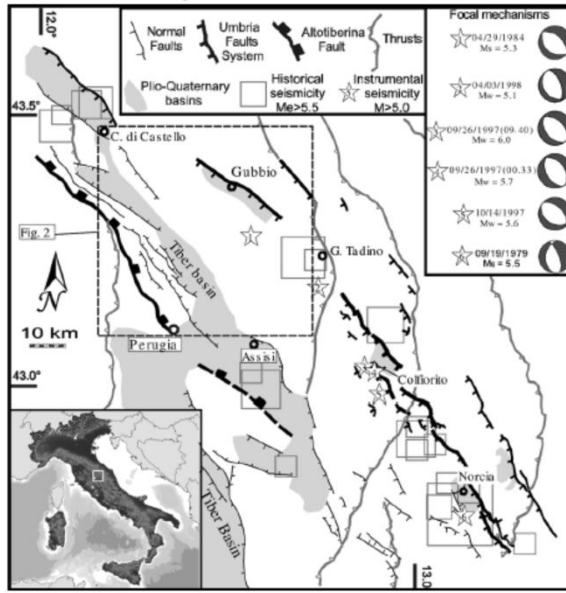 12.0
43.5
Normal Faults
Umbria Faults System
Altotiberina Fault
Thrusts
Plio-Quaternary basins
Historical seismicity Me>5.5
Instrumental seismicity M>5.0
Focal mechanisms
04/29/1984
Ms = 5.3
04/03/1998
Mw = 5.1
09/26/1997(09.40)
Mw = 6.0
09/26/1997(00.33)
Mw = 5.7
10/14/1997
Mw = 5.6
09/19/1979
Ms = 5.5
C. di Castello
Gubbio
1
Fig. 2
Tiber basin
G. Tadino
N
10 km
Perugia
Assisi
43.0
Colfiorito
Norcia
Tiber Basin
13.0